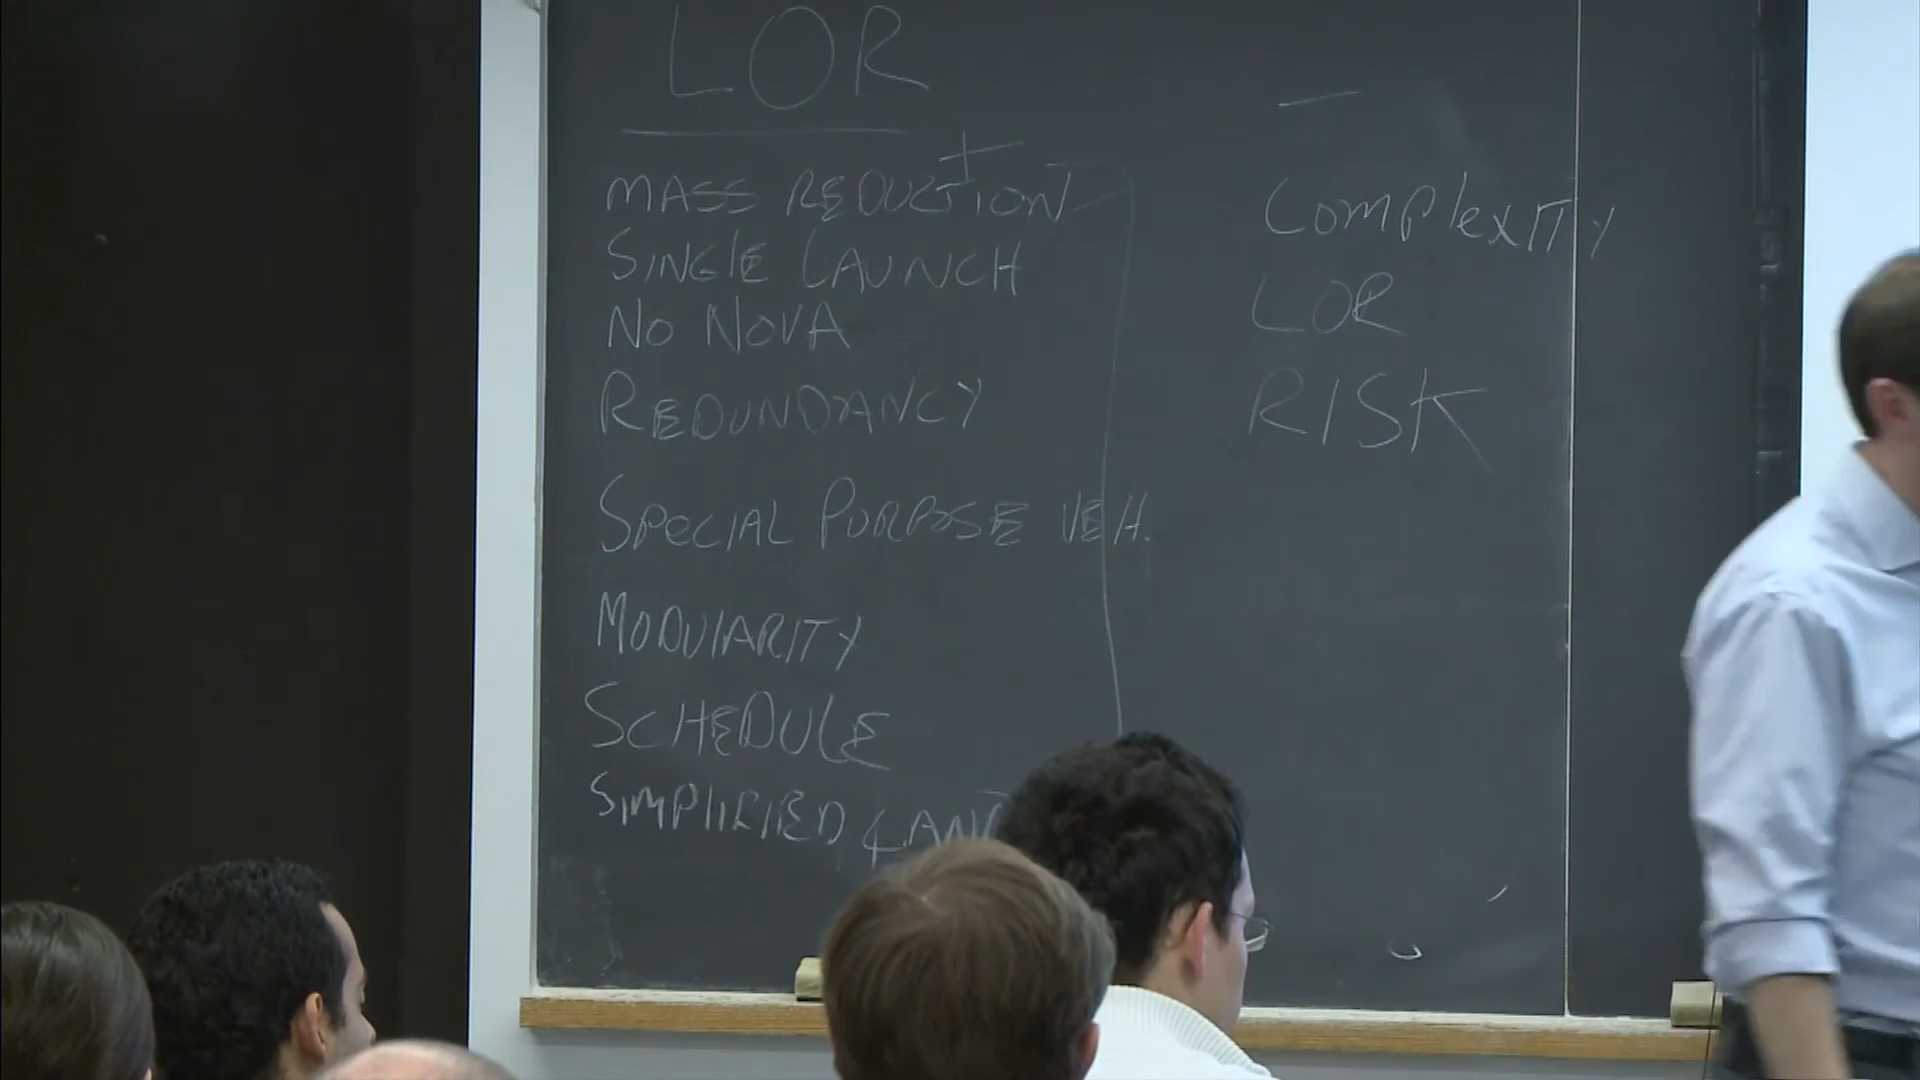 LOR
+
MASS REDUCTION
SINGLE LAUNCH
NO NOVA
REDUNDANCY
SPECIAL PURPOSE VEH.
MODULARITY
SCHEDULE
SIMPLIFIED
—
COMPLEXITY
LOR
RISK